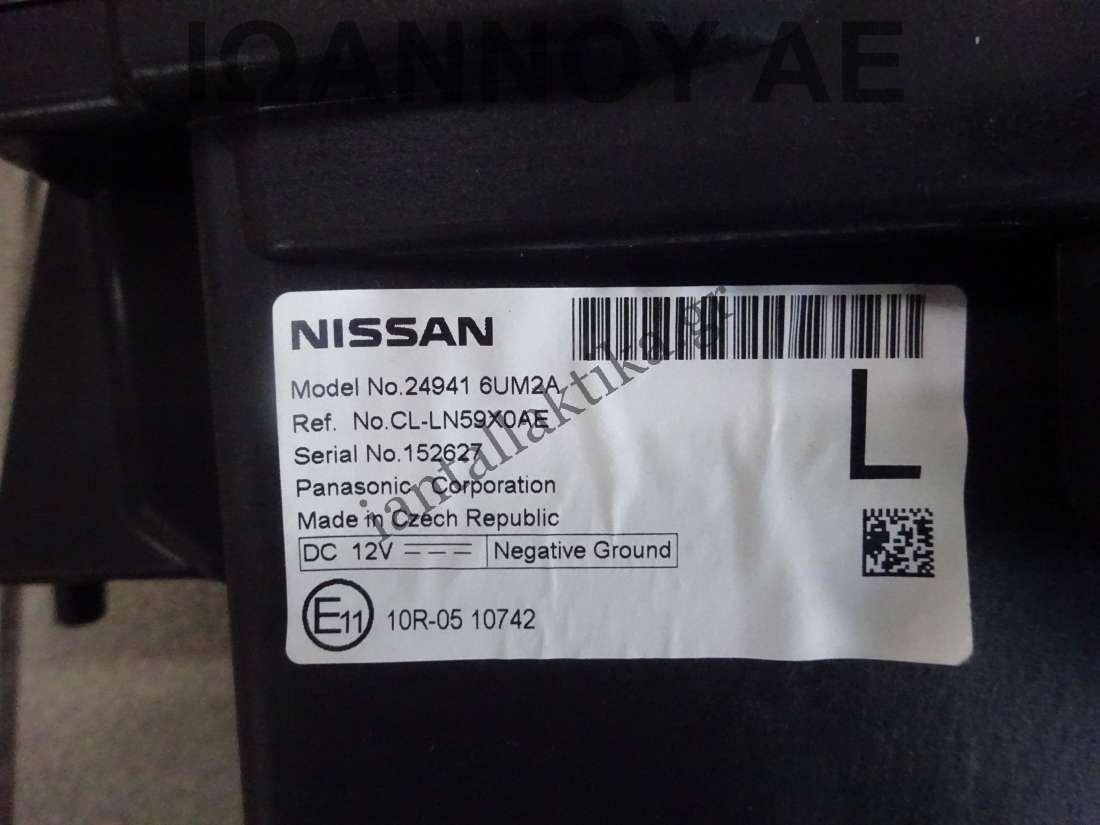 ΙΩΑΝΝΟΥ ΑΕ
NISSAN
Model No.24941 6UM2A
Ref. No.CL-LN59X0AE
Serial No.152627
L
Panasonic Corporation
Made in Czech Republic
DC 12V Negative Ground
E11 10R-05 10742
iantallaktika.gr